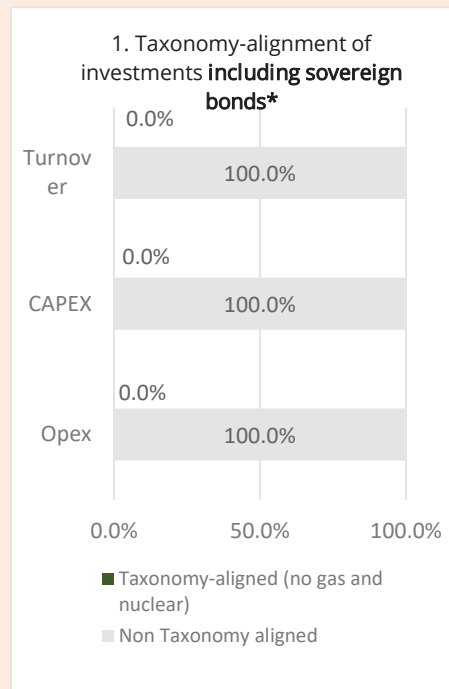 1. Taxonomy-alignment of
investments including sovereign
bonds*
0.0%
Turnov
er
100.0%
0.0%
CAPEX
100.0%
0.0%
Opex
100.0%
0.0% 50.0% 100.0%
Taxonomy-aligned (no gas and
nuclear)
Non Taxonomy aligned